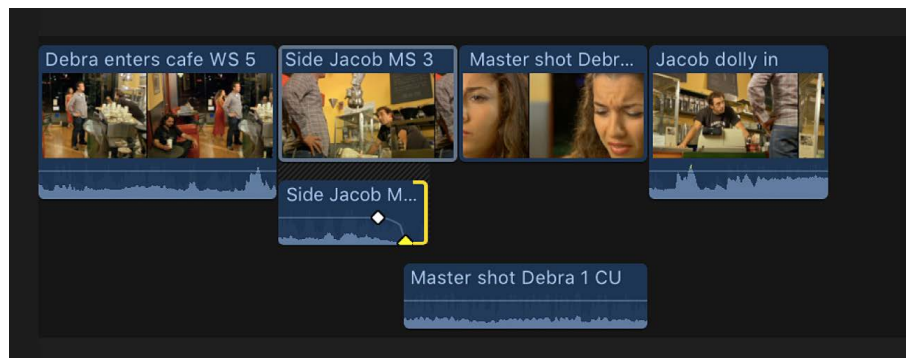 Debra enters cafe WS 5
Side Jacob MS 3
Master shot Debr...
Jacob dolly in
Side Jacob M...
Master shot Debra 1 CU